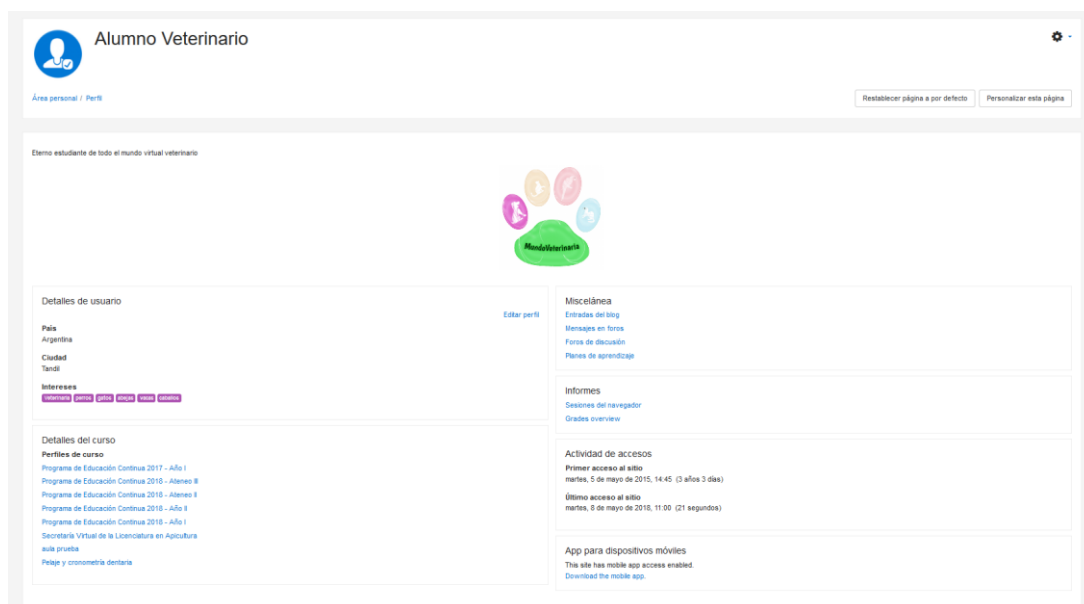 Alumno Veterinario
Área personal / Perfil
Restablecer página a por defecto
Personalizar esta página
Eterno estudiante de todo el mundo virtual veterinario
MundoVeterinaria
Detalles de usuario
Editar perfil
País
Argentina
Ciudad
Tandil
Intereses
veterinaria perros gatos abejas vacas caballos
Detalles del curso
Perfiles de curso
Programa de Educación Continua 2017 - Año I
Programa de Educación Continua 2018 - Ateneo III
Programa de Educación Continua 2018 - Ateneo II
Programa de Educación Continua 2018 - Año II
Programa de Educación Continua 2018 - Año I
Secretaría Virtual de la Licenciatura en Apicultura
aula prueba
Pelaje y cronometría dentaria
Miscelánea
Entradas del blog
Mensajes en foros
Foros de discusión
Planes de aprendizaje
Informes
Sesiones del navegador
Grades overview
Actividad de accesos
Primer acceso al sitio
martes, 5 de mayo de 2015, 14:45 (3 años 3 días)
Último acceso al sitio
martes, 8 de mayo de 2018, 11:00 (21 segundos)
App para dispositivos móviles
This site has mobile app access enabled.
Download the mobile app.